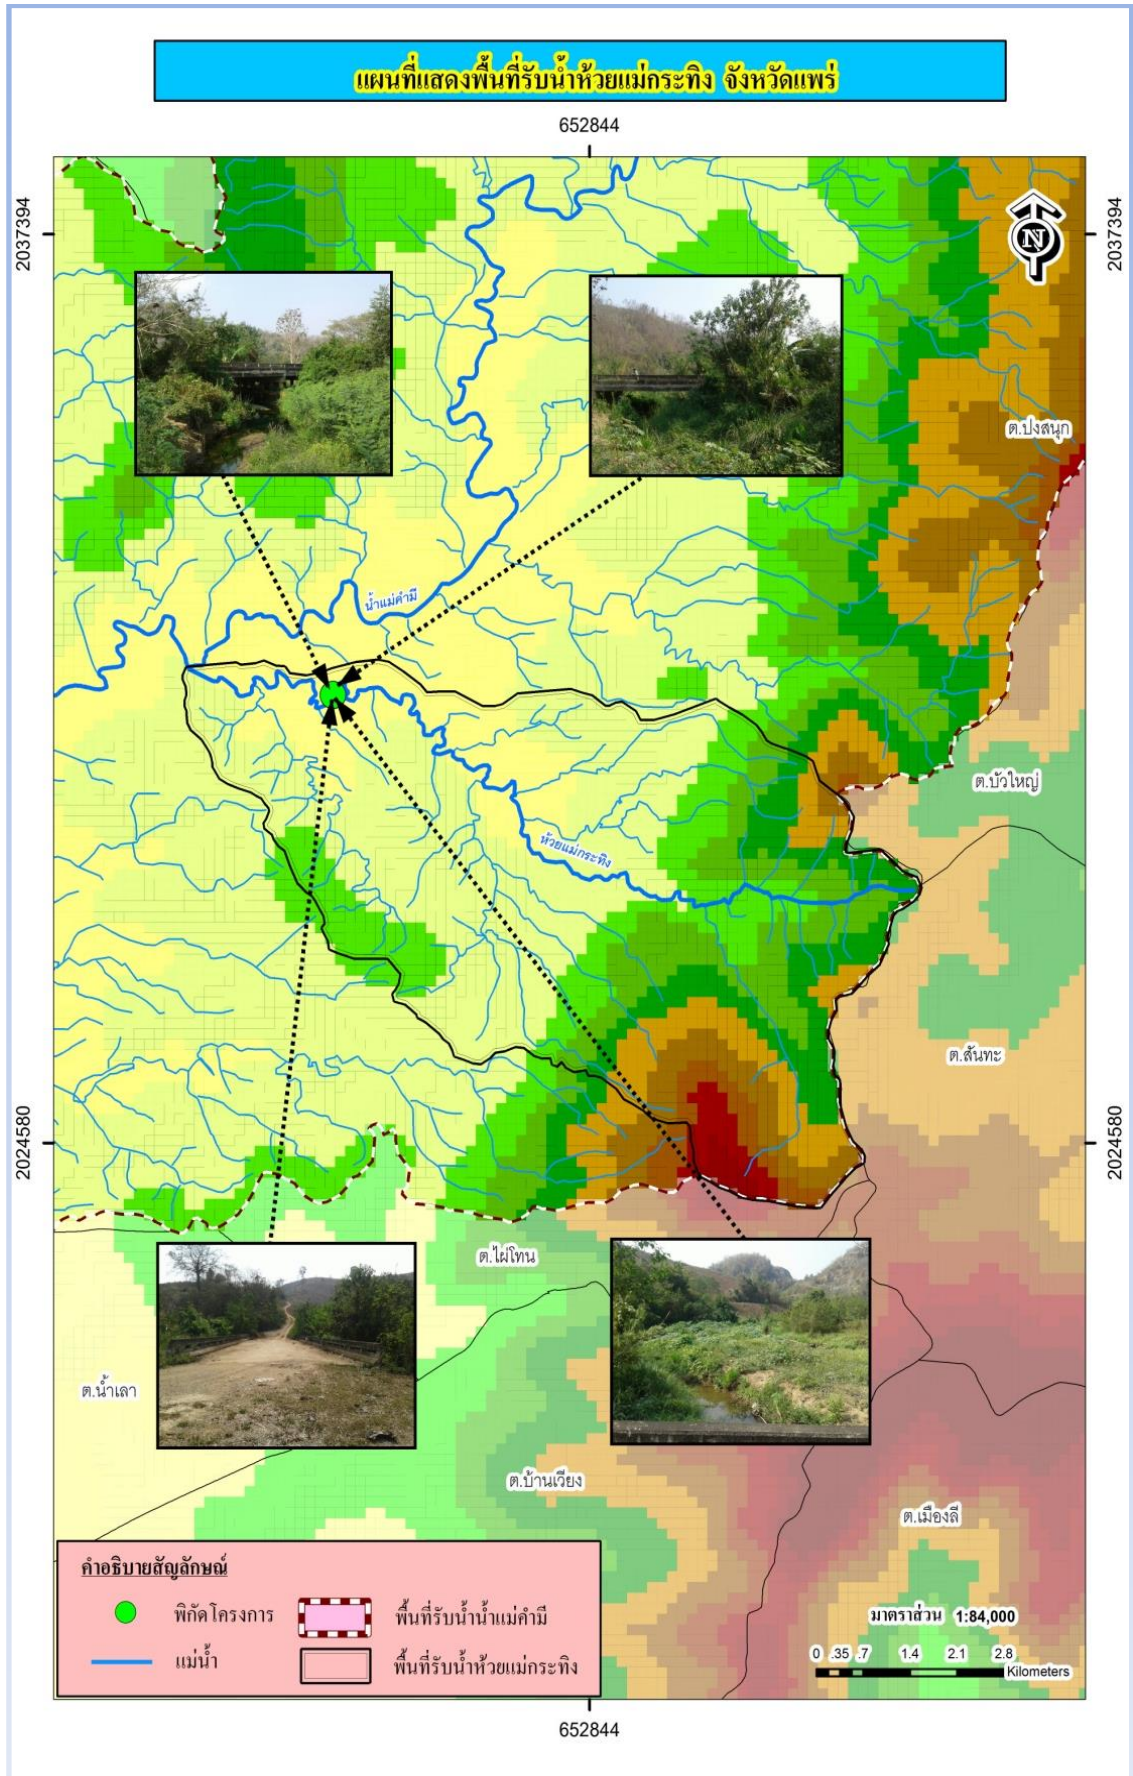 แผนที่แสดงพื้นที่รับน้ำห้วยแม่กระทิง จังหวัดแพร่
652844
2037394
2037394
N
ต.ปงสนุก
น้ำแม่คำมี
ต.บัวใหญ่
ห้วยแม่กระทิง
ต.สันทะ
2024580
2024580
ต.ไผ่โทน
ต.น้ำเลา
ต.บ้านเวียง
ต.เมืองลี
คำอธิบายสัญลักษณ์
พิกัดโครงการ
พื้นที่รับน้ำน้ำแม่คำมี
แม่น้ำ
พื้นที่รับน้ำห้วยแม่กระทิง
มาตราส่วน 1:84,000
0 .35 .7 1.4 2.1 2.8
Kilometers
652844